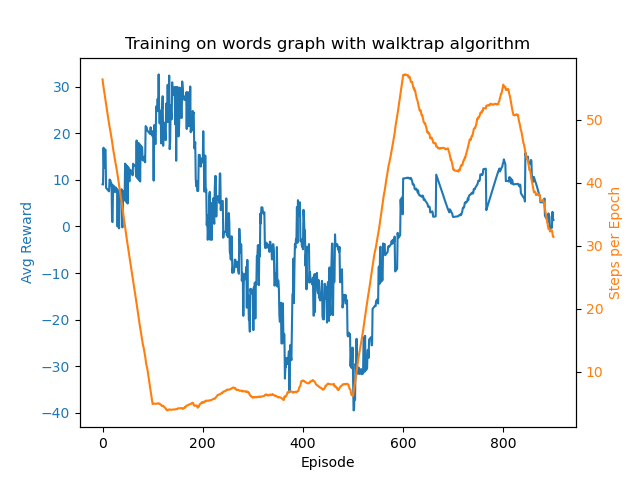 Training on words graph with walktrap algorithm
30
20
10
0
−10
−20
−30
−40
Avg Reward
50
40
30
20
10
Steps per Epoch
0 200 400 600 800
Episode